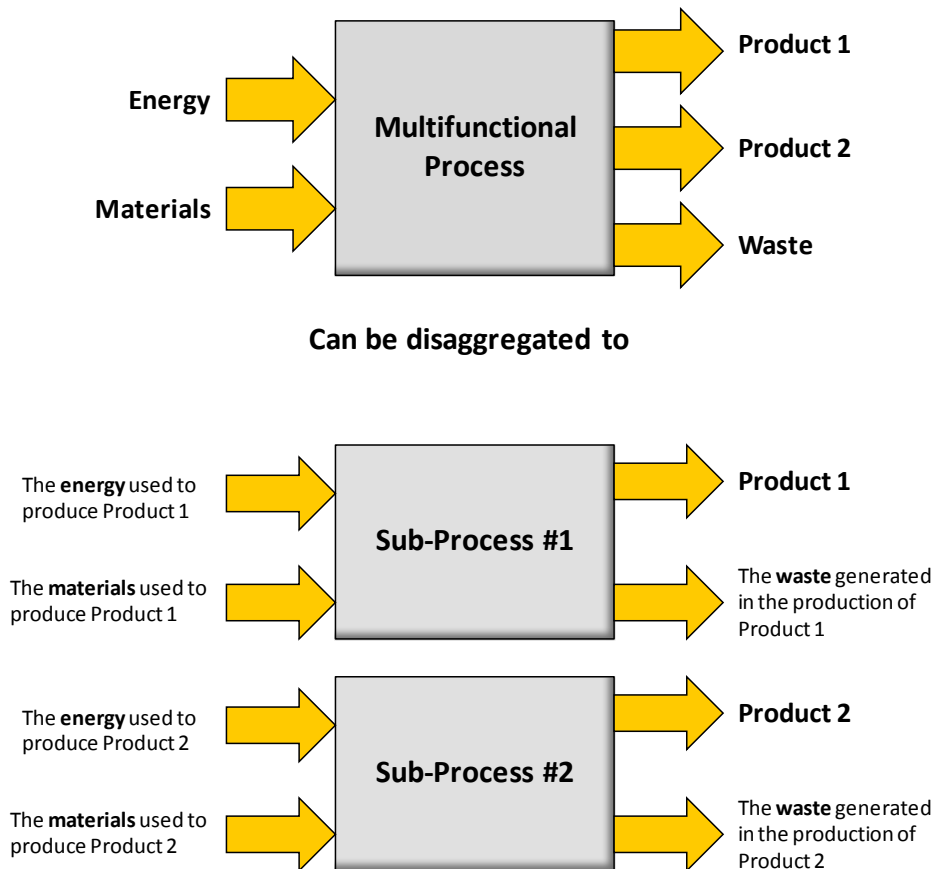 Product 1
Energy
Multifunctional
Process
Product 2
Materials
Waste
Can be disaggregated to
The energy used to
produce Product 1
Product 1
Sub-Process #1
The materials used to
produce Product 1
The waste generated
in the production of
Product 1
The energy used to
produce Product 2
Product 2
Sub-Process #2
The materials used to
produce Product 2
The waste generated
in the production of
Product 2